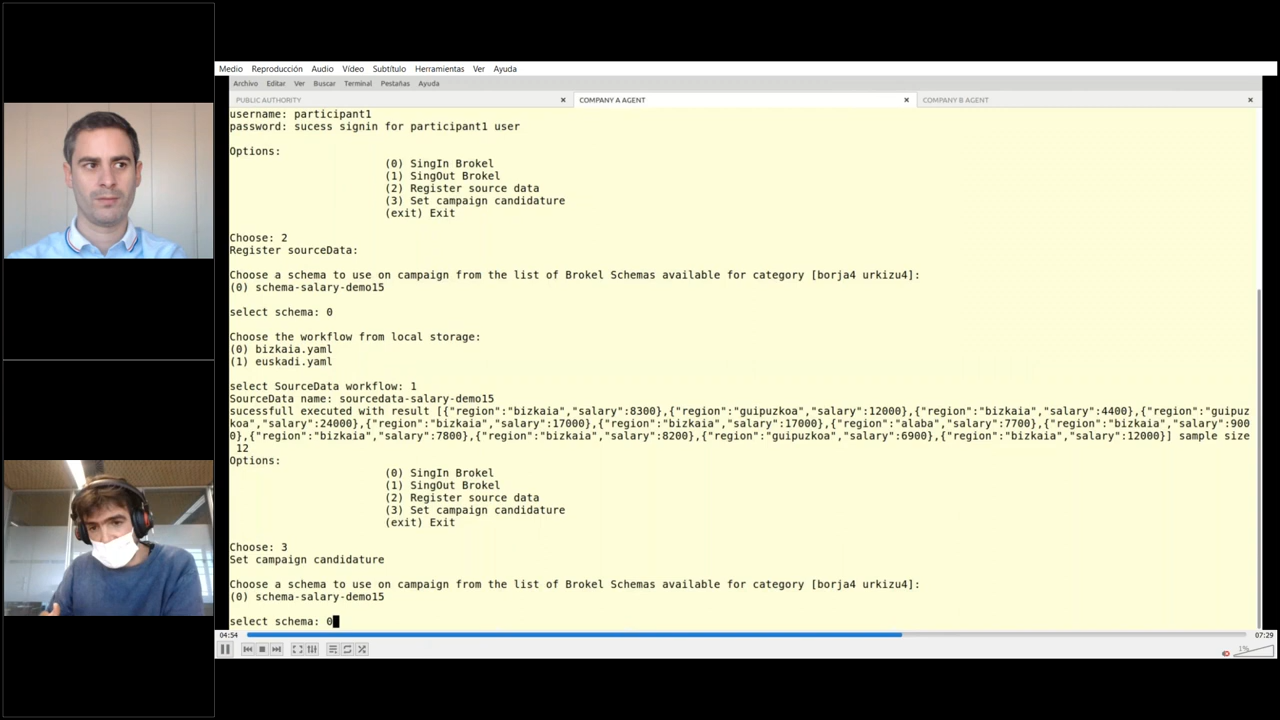 Medio Reproducción Audio Vídeo Subtítulo Herramientas Ver Ayuda
Archivo Editar Ver Buscar Terminal Pestañas Ayuda
PUBLIC AUTHORITY × COMPANY A AGENT × COMPANY B AGENT ×
username: participant1
password: sucess signin for participant1 user
Options:
(0) SingIn Brokel
(1) SingOut Brokel
(2) Register source data
(3) Set campaign candidature
(exit) Exit
Choose: 2
Register sourceData:
Choose a schema to use on campaign from the list of Brokel Schemas available for category [borja4 urkizu4]:
(0) schema-salary-demo15
select schema: 0
Choose the workflow from local storage:
(0) bizkaia.yaml
(1) euskadi.yaml
select SourceData workflow: 1
SourceData name: sourcedata-salary-demo15
sucessfull executed with result [{"region":"bizkaia","salary":8300},{"region":"guipuzkoa","salary":12000},{"region":"bizkaia","salary":4400},{"region":"guipuz
koa","salary":24000},{"region":"bizkaia","salary":17000},{"region":"bizkaia","salary":17000},{"region":"alaba","salary":7700},{"region":"bizkaia","salary":900
0},{"region":"bizkaia","salary":7800},{"region":"bizkaia","salary":8200},{"region":"guipuzkoa","salary":6900},{"region":"bizkaia","salary":12000}] sample size
12
Options:
(0) SingIn Brokel
(1) SingOut Brokel
(2) Register source data
(3) Set campaign candidature
(exit) Exit
Choose: 3
Set campaign candidature
Choose a schema to use on campaign from the list of Brokel Schemas available for category [borja4 urkizu4]:
(0) schema-salary-demo15
select schema: 0
04:54 07:29
1%